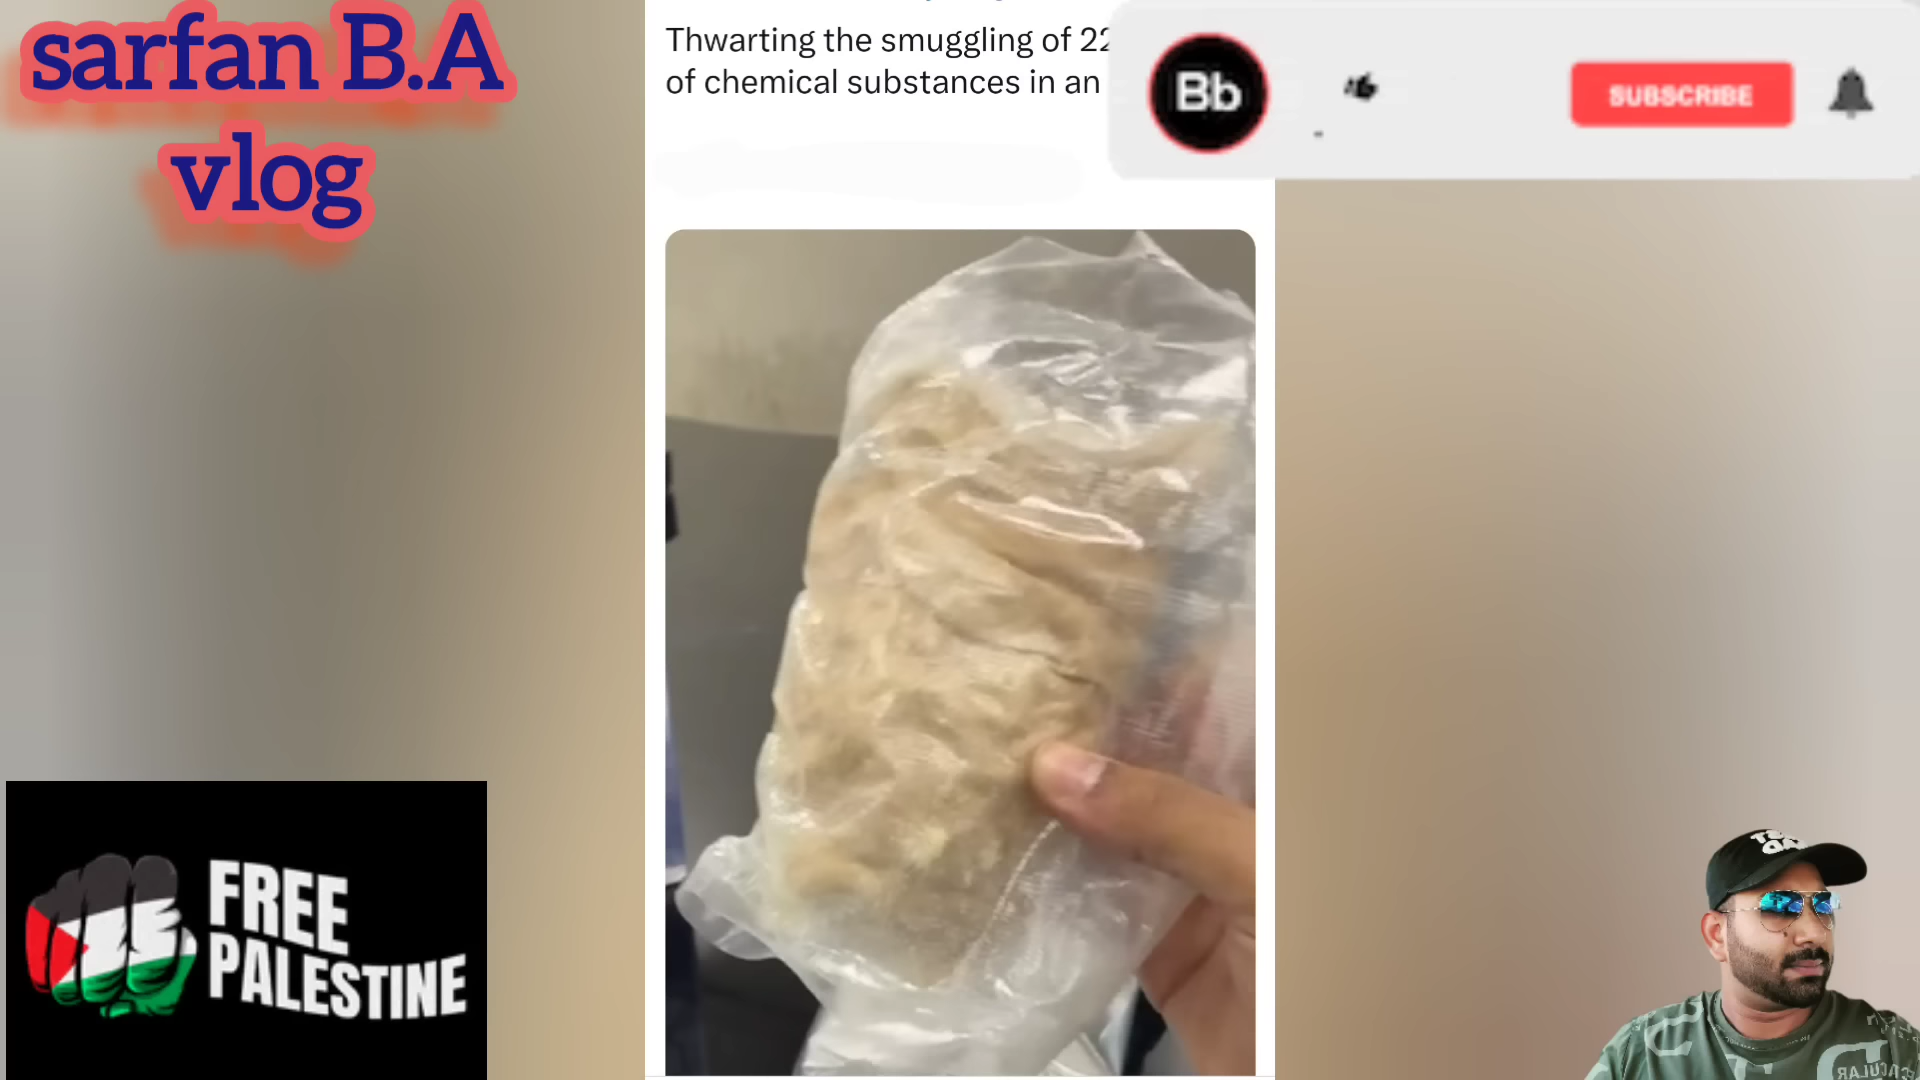 sarfan B.A
vlog
Thwarting the smuggling of 22
of chemical substances in an
Bb
SUBSCRIBE
FREE
PALESTINE